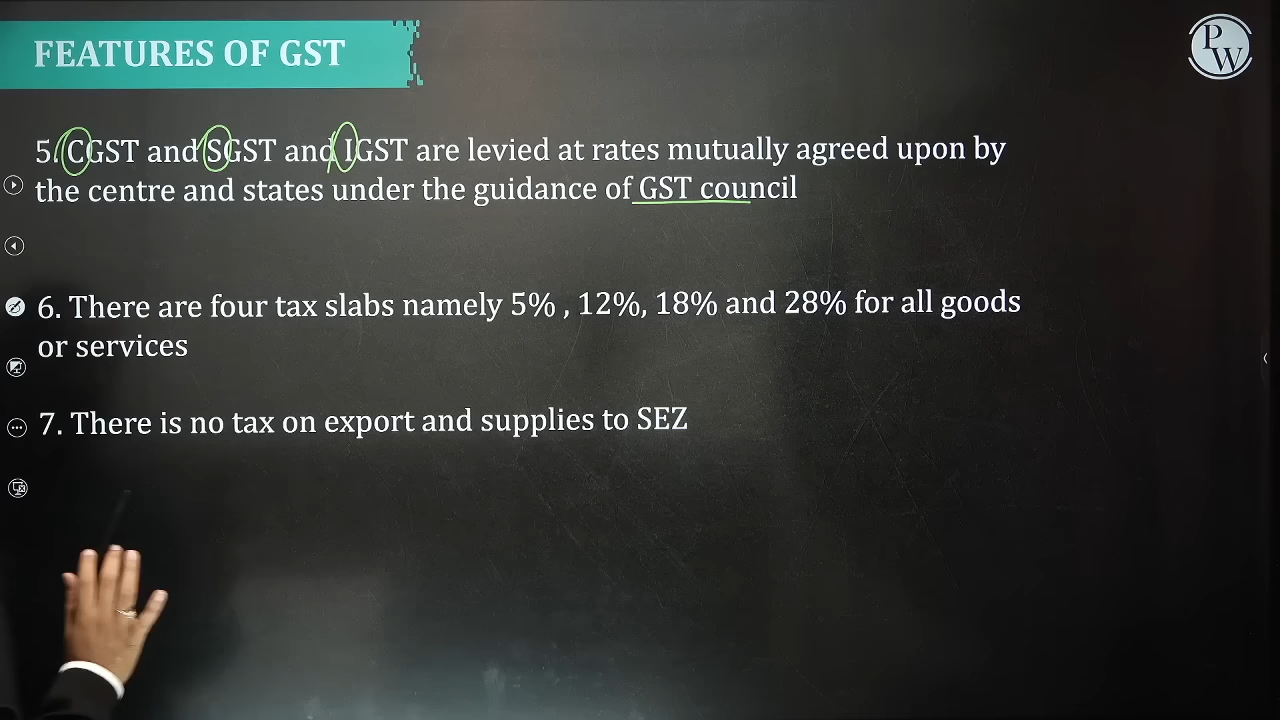 FEATURES OF GST
PW
5. CGST and SGST and IGST are levied at rates mutually agreed upon by
the centre and states under the guidance of GST council
6. There are four tax slabs namely 5% , 12%, 18% and 28% for all goods
or services
7. There is no tax on export and supplies to SEZ